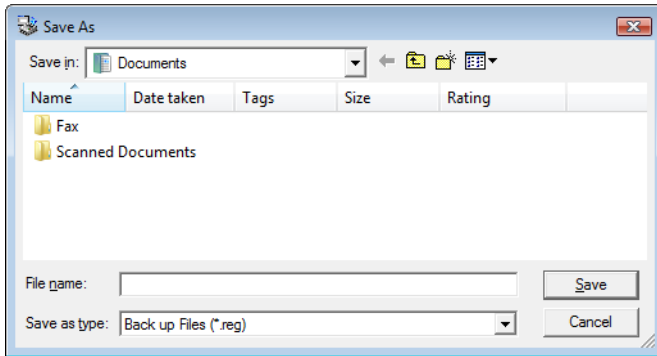 Save As
Save in: Documents
Name Date taken Tags Size Rating
Fax
Scanned Documents
File name: Save
Save as type: Back up Files (*.reg) Cancel